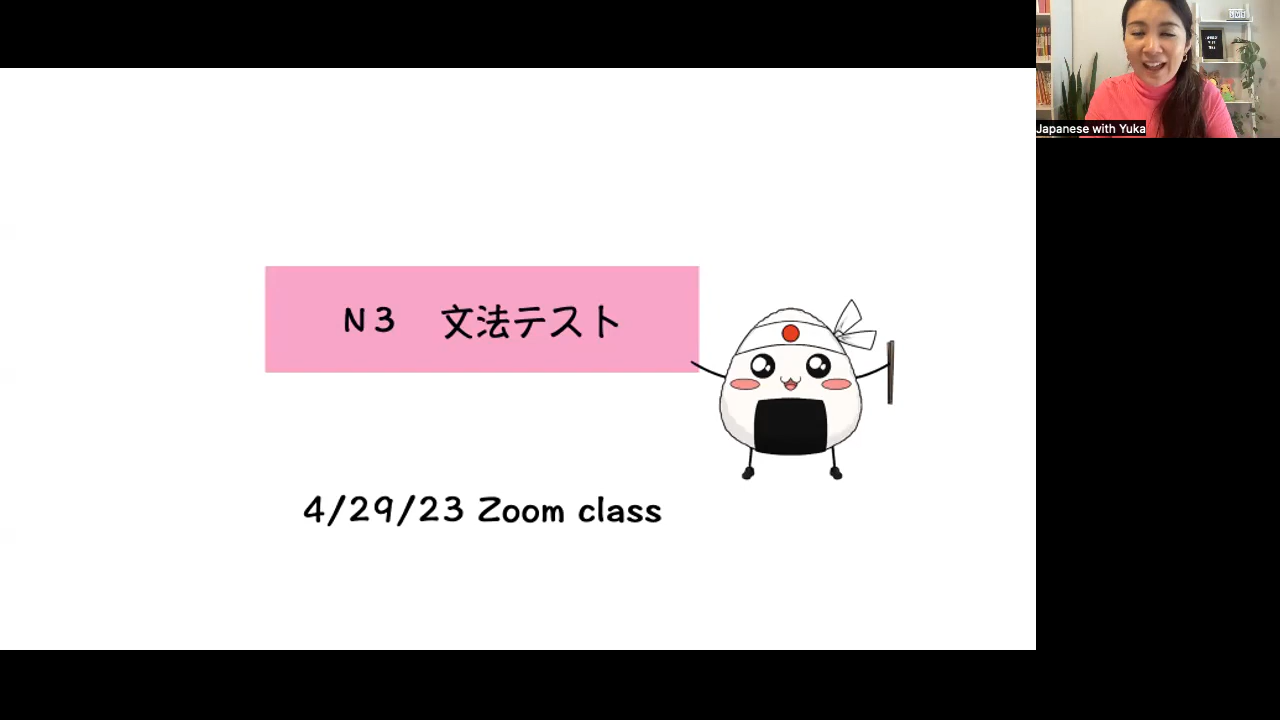 Japanese with Yuka
N３　文法テスト
4/29/23 Zoom class